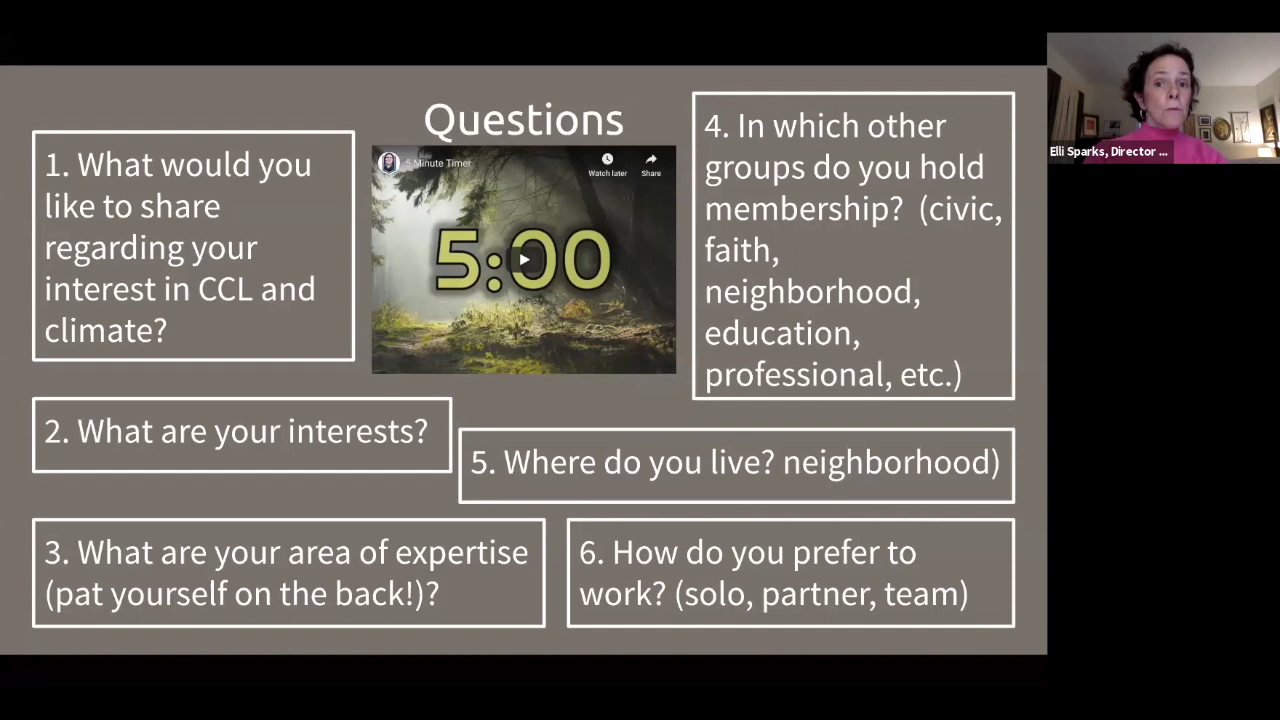 Questions
1. What would you
like to share
regarding your
interest in CCL and
climate?
5 Minute Timer
Watch later
Share
5:00
2. What are your interests?
3. What are your area of expertise
(pat yourself on the back!)?
4. In which other
groups do you hold
membership? (civic,
faith,
neighborhood,
education,
professional, etc.)
5. Where do you live? neighborhood)
6. How do you prefer to
work? (solo, partner, team)
Elli Sparks, Director ...